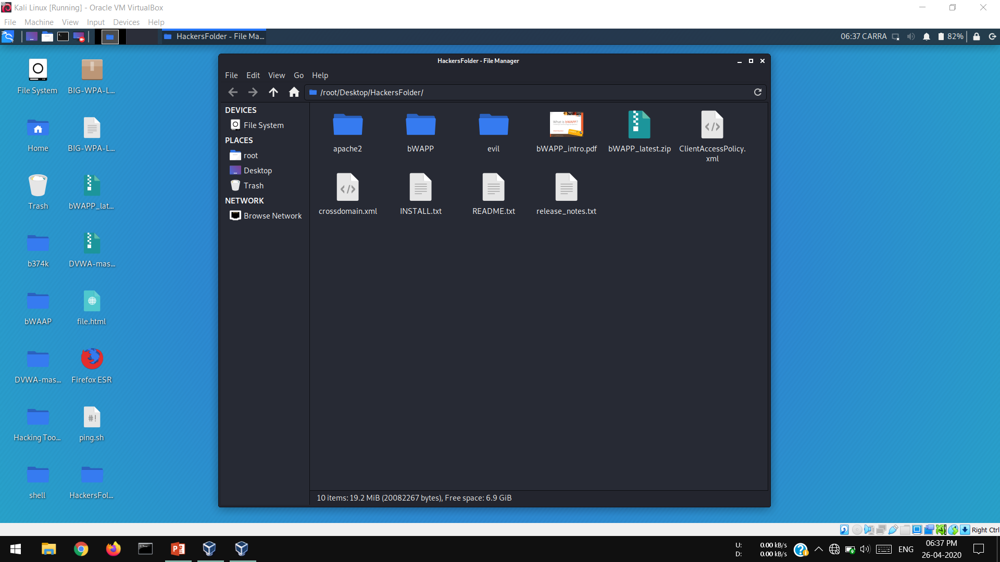 Kali Linux [Running] - Oracle VM VirtualBox
File Machine View Input Devices Help
HackersFolder - File Ma...
06:37 CARRA
82%
File System
BIG-WPA-L...
Home
BIG-WPA-L...
Trash
bWAPP_lat...
b374k
DVWA-mas...
bWAAP
file.html
DVWA-mas...
Firefox ESR
Hacking Too...
ping.sh
shell
HackersFol...
HackersFolder - File Manager
File Edit View Go Help
/root/Desktop/HackersFolder/
DEVICES
File System
PLACES
root
Desktop
Trash
NETWORK
Browse Network
apache2
bWAPP
evil
What is bWAPP?
bWAPP_intro.pdf
bWAPP_latest.zip
ClientAccessPolicy.
xml
crossdomain.xml
INSTALL.txt
README.txt
release_notes.txt
10 items: 19.2 MiB (20082267 bytes), Free space: 6.9 GiB
Right Ctrl
U: 0.00 kB/s
D: 0.00 kB/s
ENG
06:37 PM
26-04-2020